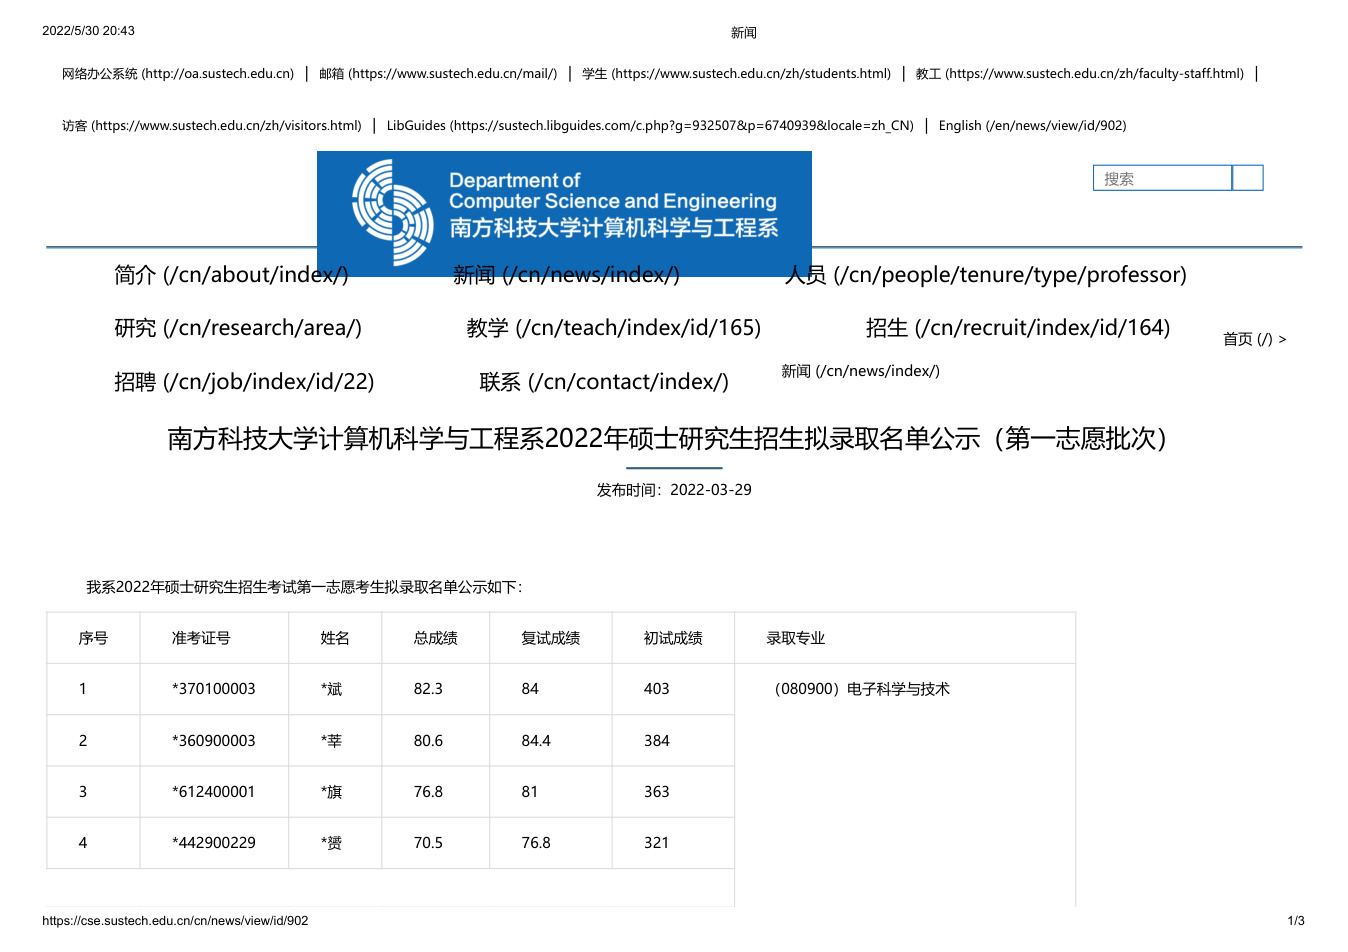 2022/5/30 20:43 新闻
网络办公系统 (http://oa.sustech.edu.cn) | 邮箱 (https://www.sustech.edu.cn/mail/) | 学生 (https://www.sustech.edu.cn/zh/students.html) | 教工 (https://www.sustech.edu.cn/zh/faculty-staff.html) |
访客 (https://www.sustech.edu.cn/zh/visitors.html) | LibGuides (https://sustech.libguides.com/c.php?g=932507&p=6740939&locale=zh_CN) | English (/en/news/view/id/902)
Department of
Computer Science and Engineering
南方科技大学计算机科学与工程系
搜索
简介 (/cn/about/index/) 新闻 (/cn/news/index/) 人员 (/cn/people/tenure/type/professor)
研究 (/cn/research/area/) 教学 (/cn/teach/index/id/165) 招生 (/cn/recruit/index/id/164)
首页 (/) >
招聘 (/cn/job/index/id/22) 联系 (/cn/contact/index/)
新闻 (/cn/news/index/)
南方科技大学计算机科学与工程系2022年硕士研究生招生拟录取名单公示（第一志愿批次）
发布时间：2022-03-29
我系2022年硕士研究生招生考试第一志愿考生拟录取名单公示如下：
序号 准考证号 姓名 总成绩 复试成绩 初试成绩 录取专业
1 *370100003 *斌 82.3 84 403 （080900）电子科学与技术
2 *360900003 *莘 80.6 84.4 384
3 *612400001 *旗 76.8 81 363
4 *442900229 *赟 70.5 76.8 321
https://cse.sustech.edu.cn/cn/news/view/id/902 1/3